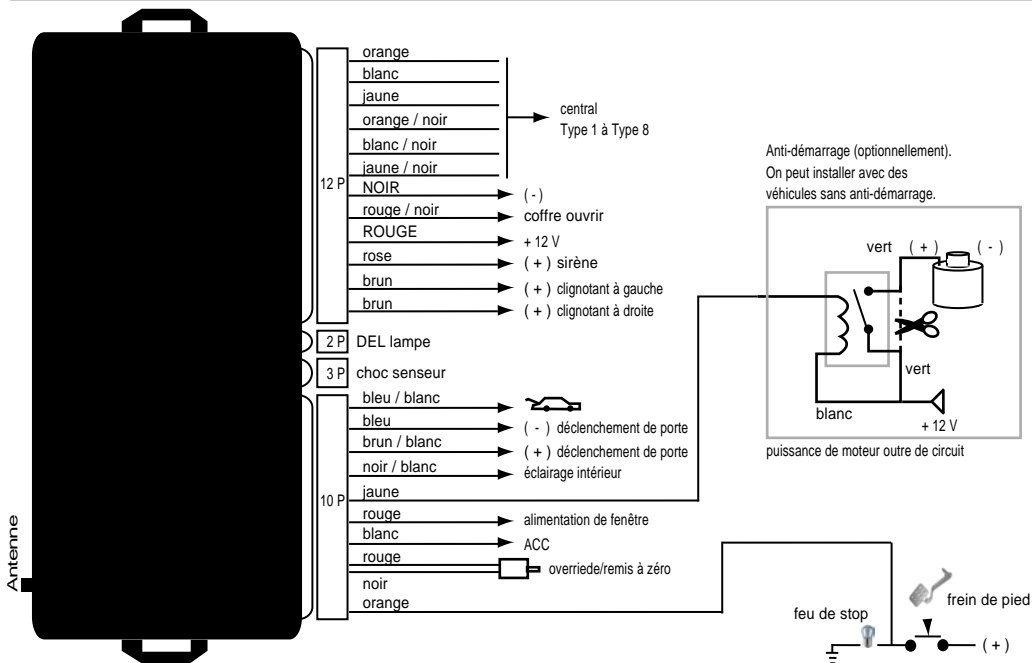 orange
blanc
jaune
orange / noir
blanc / noir
jaune / noir
NOIR
rouge / noir
ROUGE
rose
brun
brun
12 P
central
Type 1 à Type 8
( - )
coffre ouvrir
+ 12 V
( + ) sirène
( + ) clignotant à gauche
( + ) clignotant à droite
2 P DEL lampe
3 P choc senseur
bleu / blanc
bleu
brun / blanc
noir / blanc
jaune
rouge
blanc
rouge
noir
orange
10 P
( - ) déclenchement de porte
( + ) déclenchement de porte
éclairage intérieur
alimentation de fenêtre
ACC
overriede/remis à zéro
Antenne
Anti-démarrage (optionnellement).
On peut installer avec des
véhicules sans anti-démarrage.
vert ( + ) ( - )
vert
blanc
+ 12 V
puissance de moteur outre de circuit
frein de pied
feu de stop
( + )